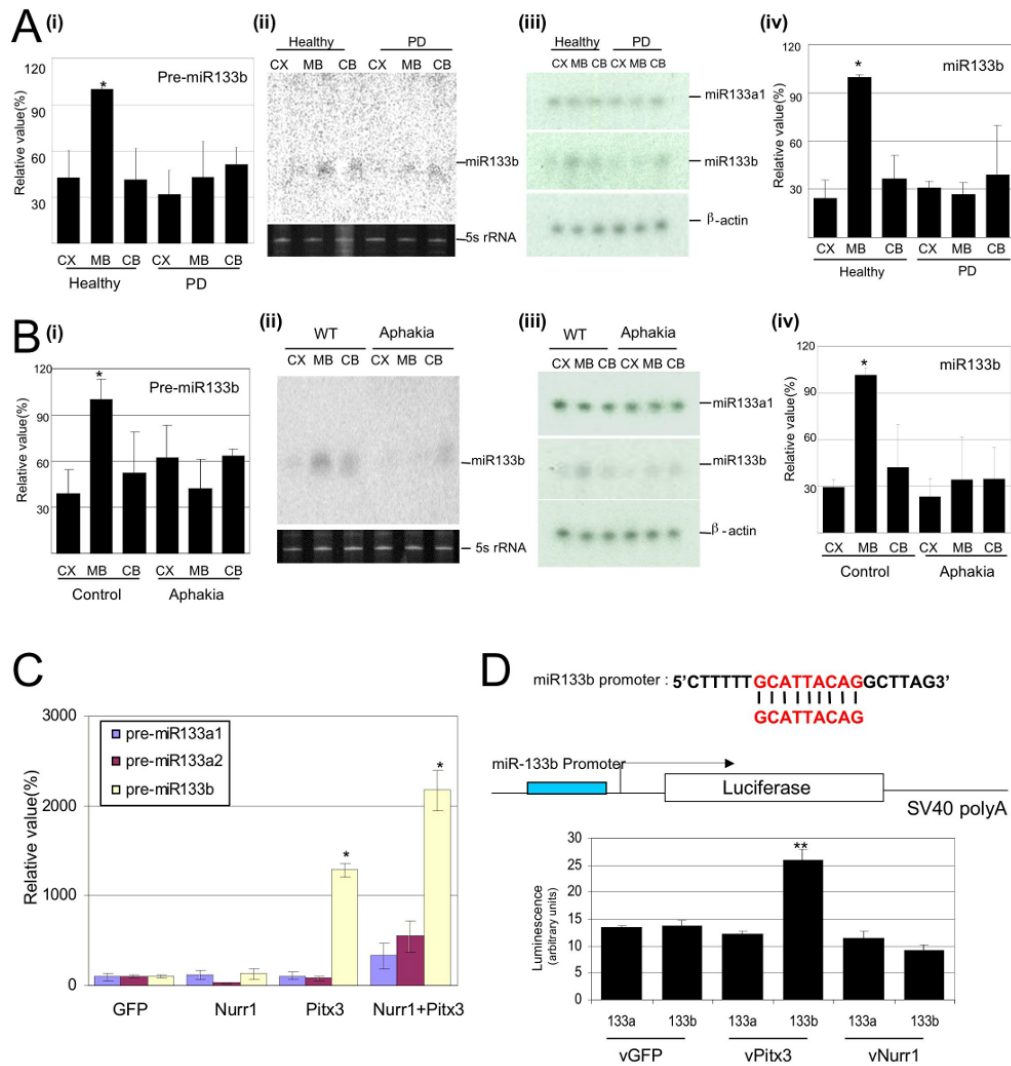 A
(i)
Relative value(%)
120
90
60
30
Pre-miR133b
*
CX MB CB CX MB CB
Healthy PD
(ii)
Healthy PD
CX MB CB CX MB CB
miR133b
5s rRNA
(iii)
Healthy PD
CX MB CB CX MB CB
miR133a1
miR133b
β-actin
(iv)
Relative value(%)
120
90
60
30
miR133b
*
CX MB CB CX MB CB
Healthy PD
B
(i)
Relative value(%)
120
90
60
30
Pre-miR133b
*
CX MB CB CX MB CB
Control Aphakia
(ii)
WT Aphakia
CX MB CB CX MB CB
miR133b
5s rRNA
(iii)
WT Aphakia
CX MB CB CX MB CB
miR133a1
miR133b
β-actin
(iv)
Relative value(%)
120
90
60
30
miR133b
*
CX MB CB CX MB CB
Control Aphakia
C
Relative value(%)
3000
2000
1000
0
pre-miR133a1
pre-miR133a2
pre-miR133b
*
*
GFP Nurr1 Pitx3 Nurr1+Pitx3
D
miR133b promoter : 5'CTTTTTGCATTACAGGCTTAG3'
GCATTACAG
miR-133b Promoter
Luciferase
SV40 polyA
Luminescence
(arbitrary units)
30
25
20
15
10
5
0
**
133a 133b 133a 133b 133a 133b
vGFP vPitx3 vNurr1